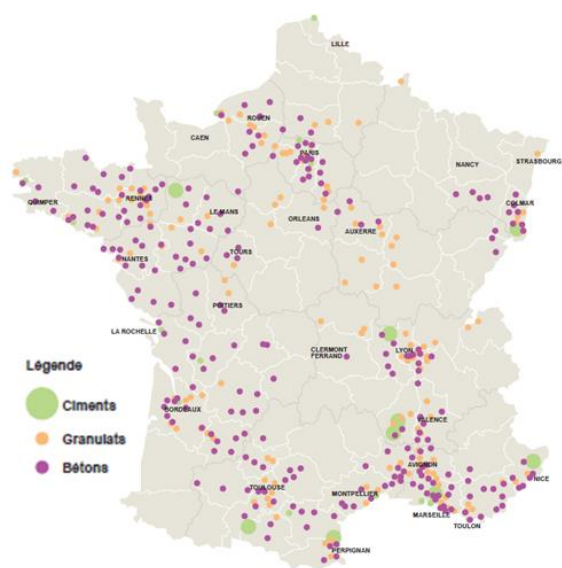 LILLE
ROUEN
CAEN
PARIS
NANCY
STRASBOURG
QUIMPER
RENNES
LE MANS
COLMAR
ORLEANS
AUXERRE
NANTES
TOURS
POITIERS
LA ROCHELLE
CLERMONT
FERRAND
LYON
Légende
Ciments
Granulats
Bétons
BORDEAUX
VALENCE
AVIGNON
NICE
TOULOUSE
MONTPELLIER
MARSEILLE
TOULON
PERPIGNAN